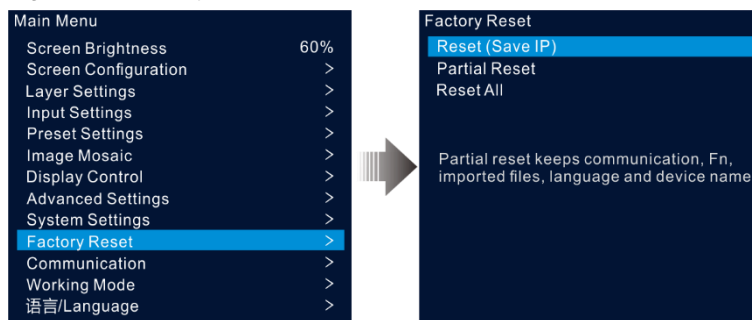 Main Menu
Screen Brightness 60%
Screen Configuration >
Layer Settings >
Input Settings >
Preset Settings >
Image Mosaic >
Display Control >
Advanced Settings >
System Settings >
Factory Reset >
Communication >
Working Mode >
语言/Language >
Factory Reset
Reset (Save IP)
Partial Reset
Reset All
Partial reset keeps communication, Fn,
imported files, language and device name